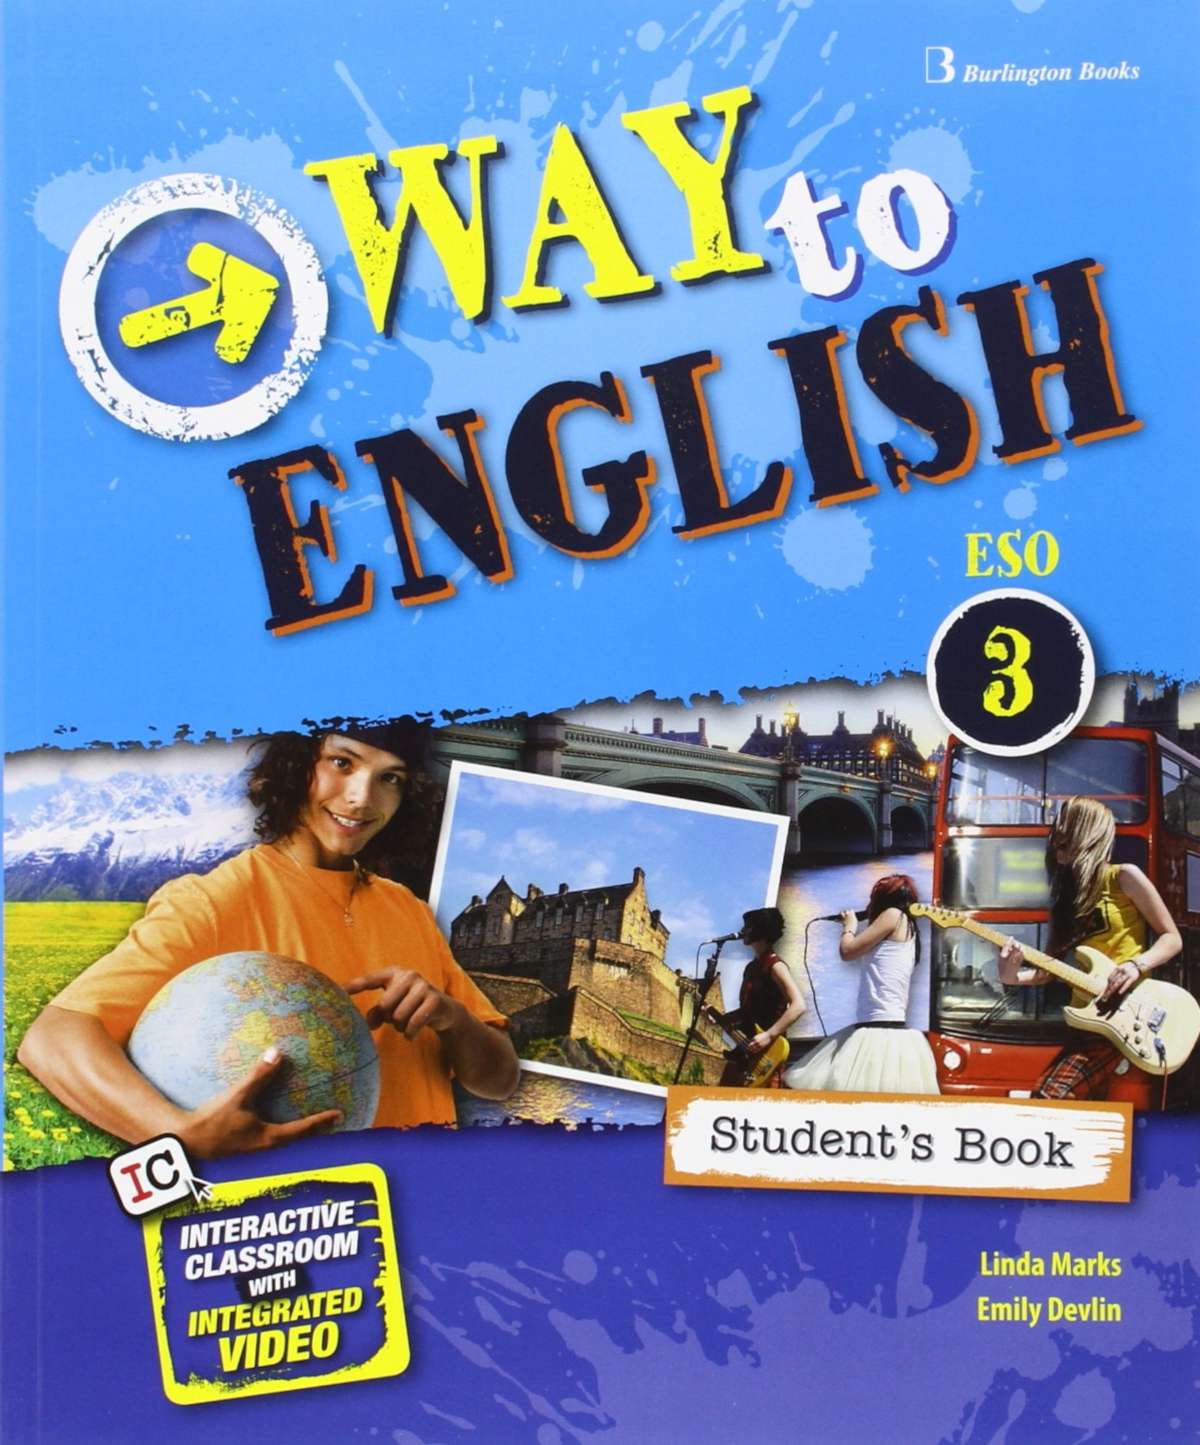 B Burlington Books
WAY to
ENGLISH
ESO
3
Student's Book
IC
INTERACTIVE
CLASSROOM
WITH
INTEGRATED
VIDEO
Linda Marks
Emily Devlin